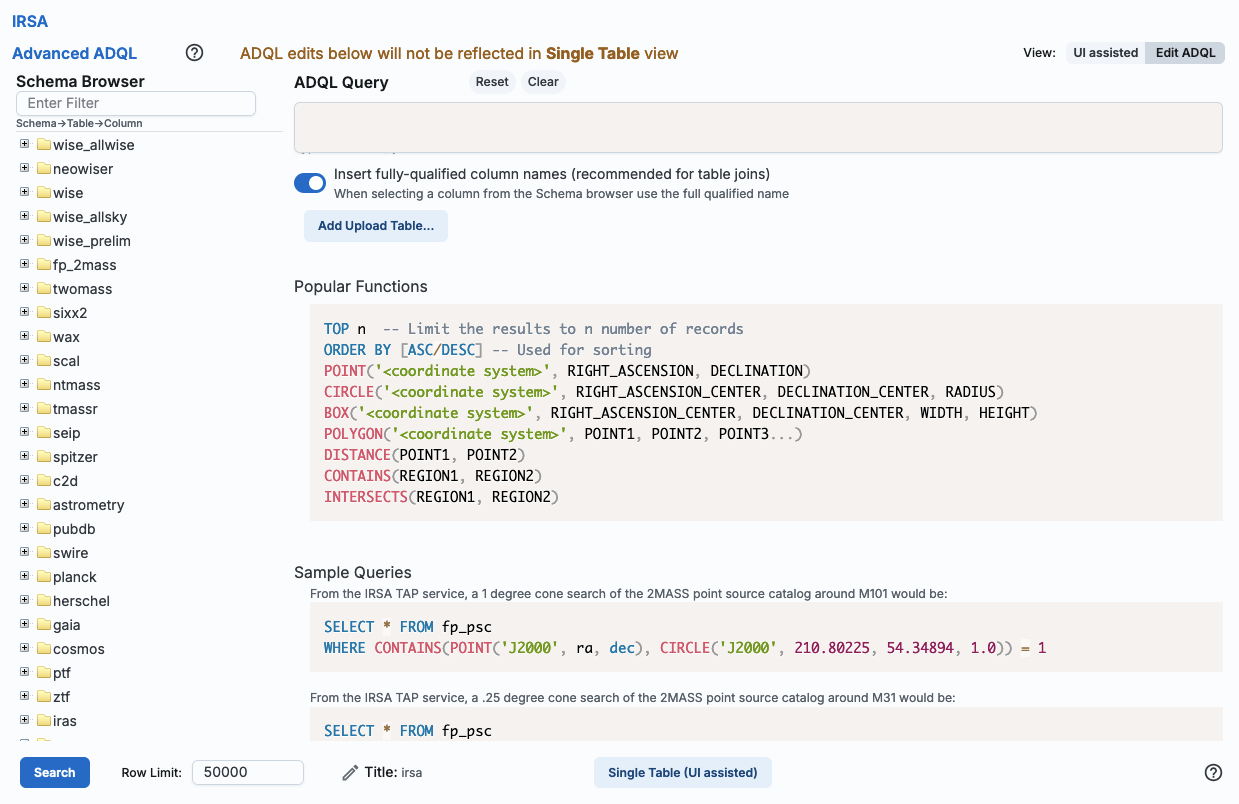 IRSA
Advanced ADQL
ADQL edits below will not be reflected in Single Table view
View: UI assisted Edit ADQL
Schema Browser
Enter Filter
Schema→Table→Column
wise_allwise
neowiser
wise
wise_allsky
wise_prelim
fp_2mass
twomass
sixx2
wax
scal
ntmass
tmassr
seip
spitzer
c2d
astrometry
pubdb
swire
planck
herschel
gaia
cosmos
ptf
ztf
iras
ADQL Query Reset Clear
Insert fully-qualified column names (recommended for table joins)
When selecting a column from the Schema browser use the full qualified name
Add Upload Table...
Popular Functions
TOP n -- Limit the results to n number of records
ORDER BY [ASC/DESC] -- Used for sorting
POINT('<coordinate system>', RIGHT_ASCENSION, DECLINATION)
CIRCLE('<coordinate system>', RIGHT_ASCENSION_CENTER, DECLINATION_CENTER, RADIUS)
BOX('<coordinate system>', RIGHT_ASCENSION_CENTER, DECLINATION_CENTER, WIDTH, HEIGHT)
POLYGON('<coordinate system>', POINT1, POINT2, POINT3...)
DISTANCE(POINT1, POINT2)
CONTAINS(REGION1, REGION2)
INTERSECTS(REGION1, REGION2)
Sample Queries
From the IRSA TAP service, a 1 degree cone search of the 2MASS point source catalog around M101 would be:
SELECT * FROM fp_psc
WHERE CONTAINS(POINT('J2000', ra, dec), CIRCLE('J2000', 210.80225, 54.34894, 1.0)) = 1
From the IRSA TAP service, a .25 degree cone search of the 2MASS point source catalog around M31 would be:
SELECT * FROM fp_psc
Search
Row Limit: 50000
Title: irsa
Single Table (UI assisted)